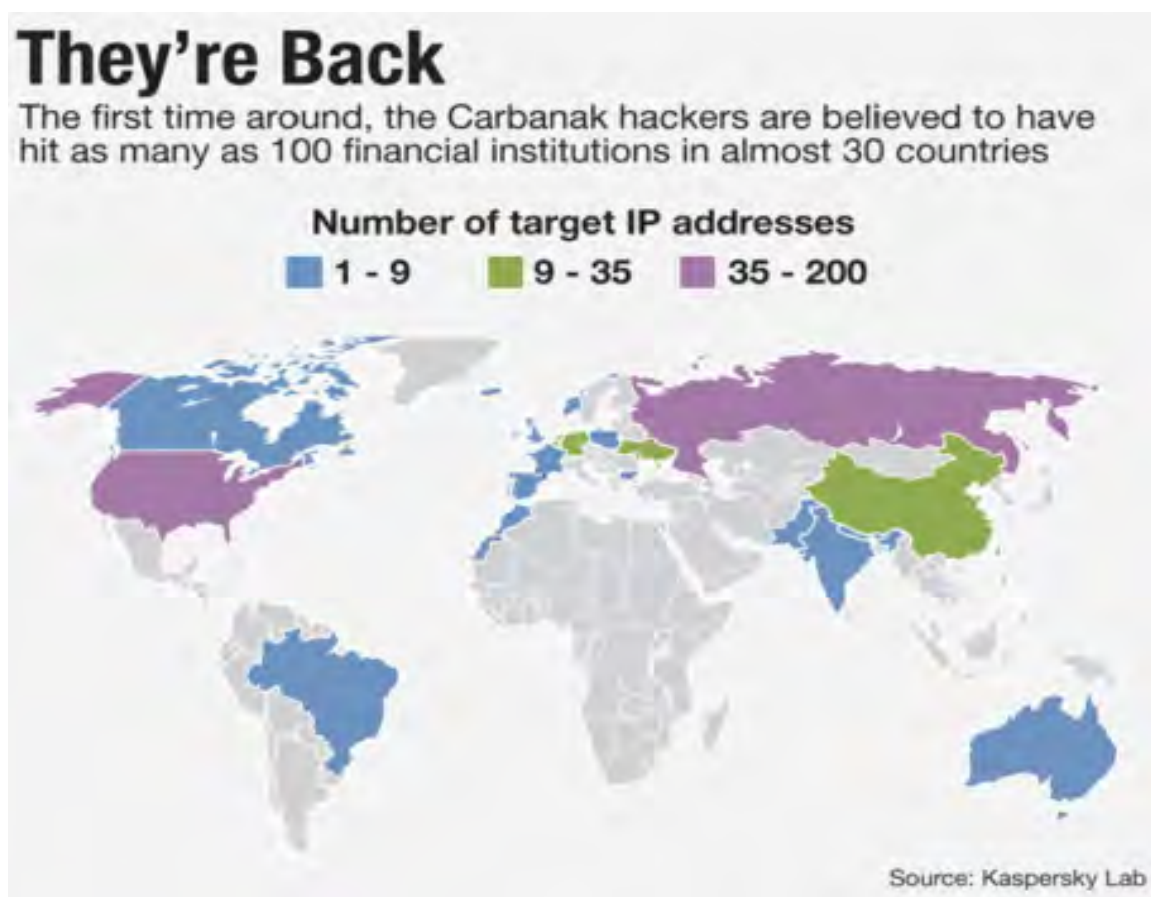 They're Back
The first time around, the Carbanak hackers are believed to have
hit as many as 100 financial institutions in almost 30 countries
Number of target IP addresses
1 - 9 9 - 35 35 - 200
Source: Kaspersky Lab